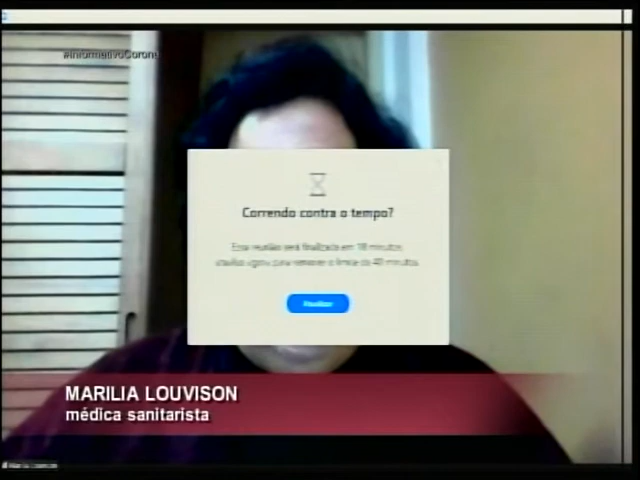 #InformativoCorona
Correndo contra o tempo?
Essa reunião será finalizada em 18 minutos.
atualize agora para remover o limite de 40 minutos.
Atualizar
MARILIA LOUVISON
médica sanitarista